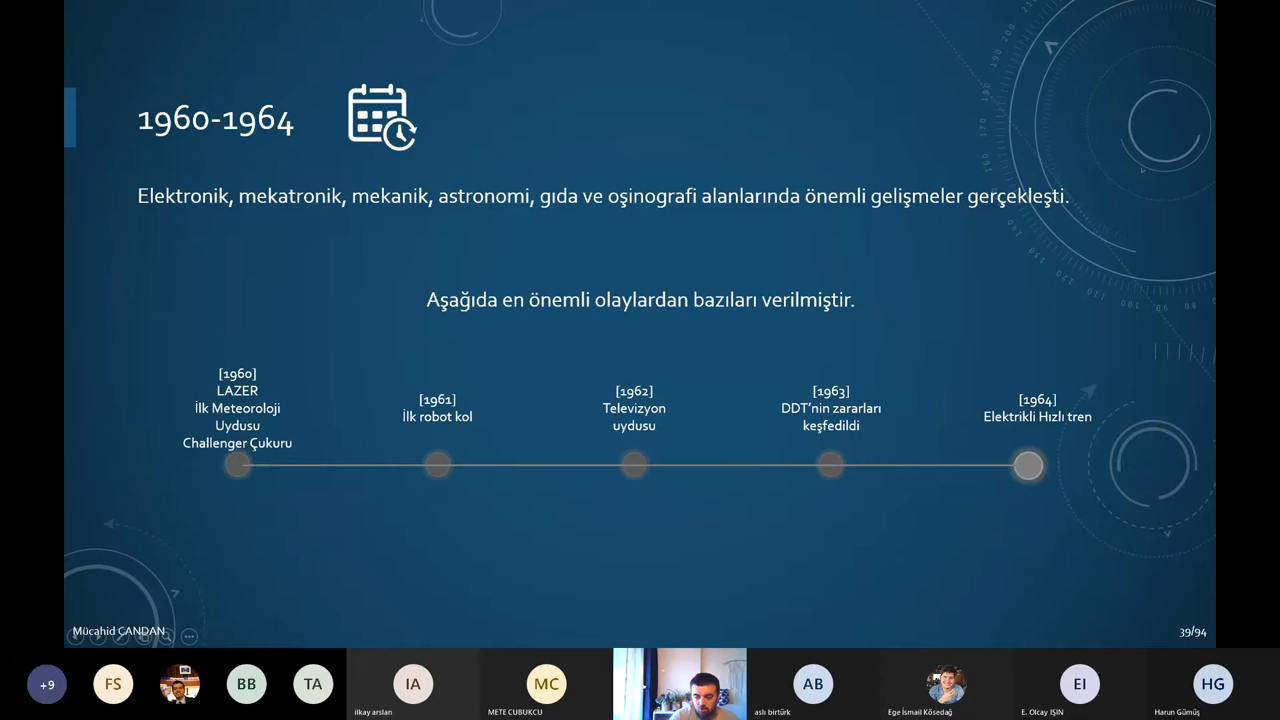 1960-1964
Elektronik, mekatronik, mekanik, astronomi, gıda ve oşinografi alanlarında önemli gelişmeler gerçekleşti.
Aşağıda en önemli olaylardan bazıları verilmiştir.
[1960]
LAZER
İlk Meteoroloji
Uydusu
Challenger Çukuru
[1961]
İlk robot kol
[1962]
Televizyon
uydusu
[1963]
DDT'nin zararları
keşfedildi
[1964]
Elektrikli Hızlı tren
Mücahid CANDAN
39/94
+9
FS
BB
TA
IA
ilkay arslan
MC
METE CUBUKCU
AB
aslı birtürk
Ege İsmail Kösedağ
EI
E. Olcay IŞIN
HG
Harun Gümüş